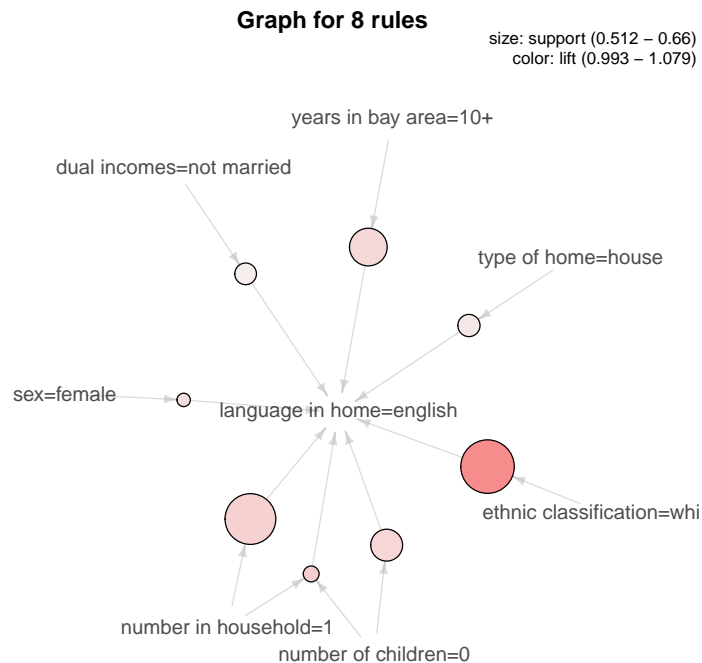 Graph for 8 rules
size: support (0.512 − 0.66)
color: lift (0.993 − 1.079)
years in bay area=10+
dual incomes=not married
type of home=house
sex=female
language in home=english
ethnic classification=whi
number in household=1
number of children=0